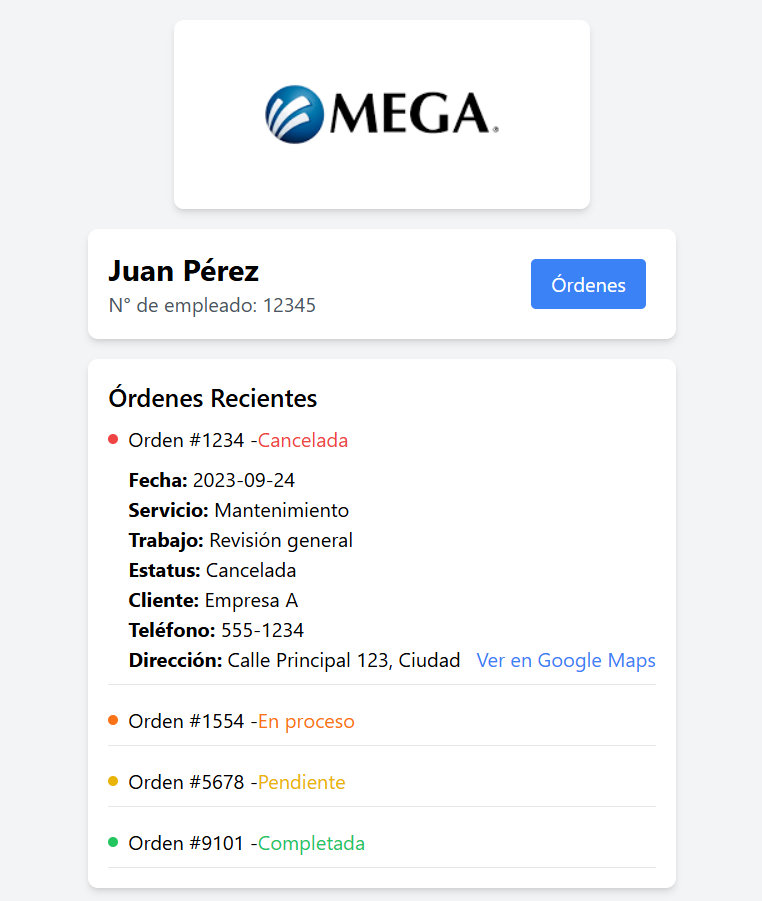 MEGA
Juan Pérez
N° de empleado: 12345
Órdenes
Órdenes Recientes
Orden #1234 -Cancelada
Fecha: 2023-09-24
Servicio: Mantenimiento
Trabajo: Revisión general
Estatus: Cancelada
Cliente: Empresa A
Teléfono: 555-1234
Dirección: Calle Principal 123, Ciudad Ver en Google Maps
Orden #1554 -En proceso
Orden #5678 -Pendiente
Orden #9101 -Completada